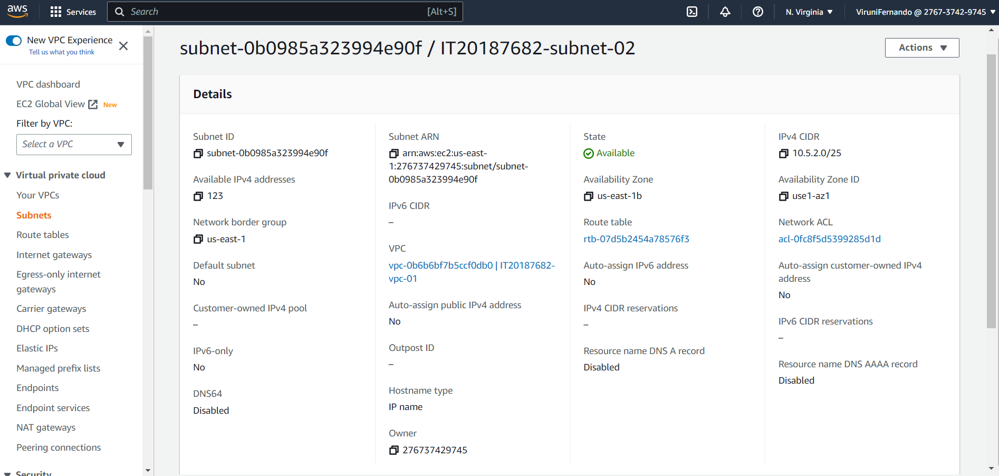 aws
Services
Search [Alt+S]
N. Virginia
ViruniFernando @ 2767-3742-9745
New VPC Experience
Tell us what you think
VPC dashboard
EC2 Global View New
Filter by VPC:
Select a VPC
Virtual private cloud
Your VPCs
Subnets
Route tables
Internet gateways
Egress-only internet
gateways
Carrier gateways
DHCP option sets
Elastic IPs
Managed prefix lists
Endpoints
Endpoint services
NAT gateways
Peering connections
Security
subnet-0b0985a323994e90f / IT20187682-subnet-02
Actions
Details
Subnet ID
subnet-0b0985a323994e90f
Available IPv4 addresses
123
Network border group
us-east-1
Default subnet
No
Customer-owned IPv4 pool
–
IPv6-only
No
DNS64
Disabled
Subnet ARN
arn:aws:ec2:us-east-
1:276737429745:subnet/subnet-
0b0985a323994e90f
IPv6 CIDR
–
VPC
vpc-0b6b6bf7b5ccf0db0 | IT20187682-
vpc-01
Auto-assign public IPv4 address
No
Outpost ID
–
Hostname type
IP name
Owner
276737429745
State
Available
Availability Zone
us-east-1b
Route table
rtb-07d5b2454a78576f3
Auto-assign IPv6 address
No
IPv4 CIDR reservations
–
Resource name DNS A record
Disabled
IPv4 CIDR
10.5.2.0/25
Availability Zone ID
use1-az1
Network ACL
acl-0fc8f5d5399285d1d
Auto-assign customer-owned IPv4
address
No
IPv6 CIDR reservations
–
Resource name DNS AAAA record
Disabled